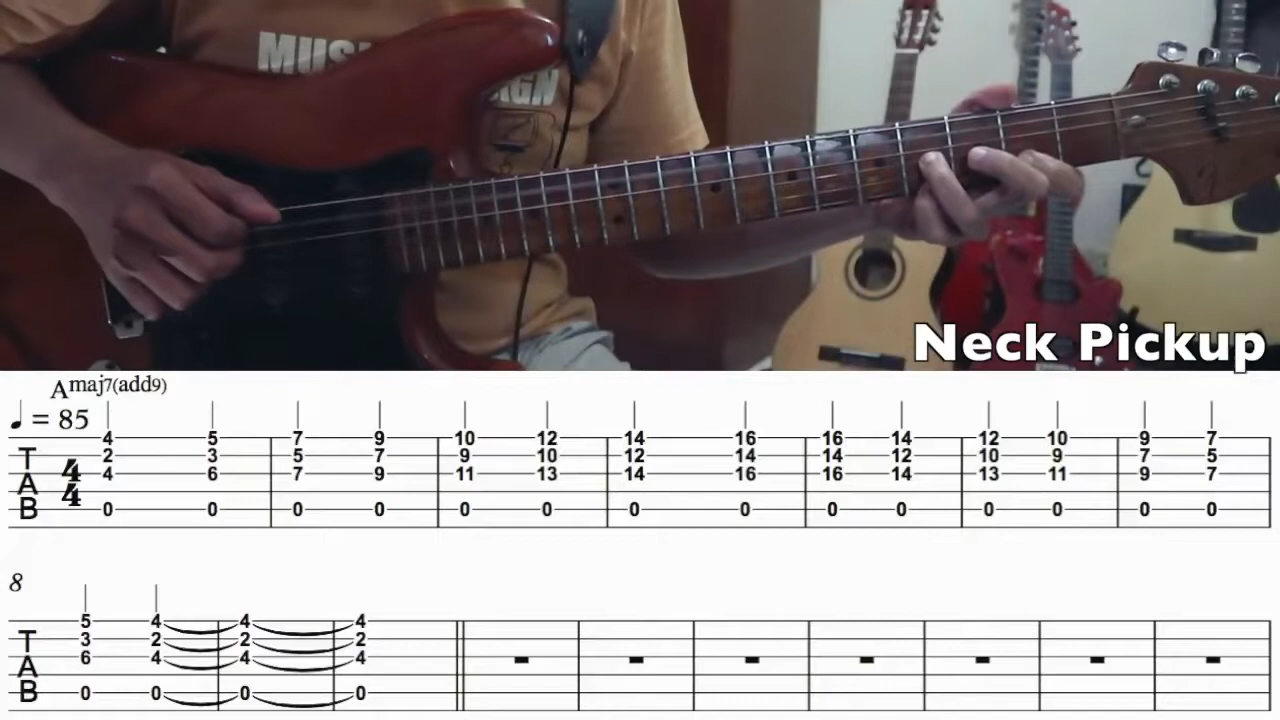 MUSI
IGN
Neck Pickup
Amaj7(add9)
♩ = 85
T A B 4 4
4 5 7 9 10 12 14 16 16 14 12 10 9 7
2 3 5 7 9 10 12 14 14 12 10 9 7 5
4 6 7 9 11 13 14 16 16 14 13 11 9 7
0 0 0 0 0 0 0 0 0 0 0 0 0 0
8
T A B
5 4 4 4
3 2 2 2
6 4 4 4
0 0 0 0